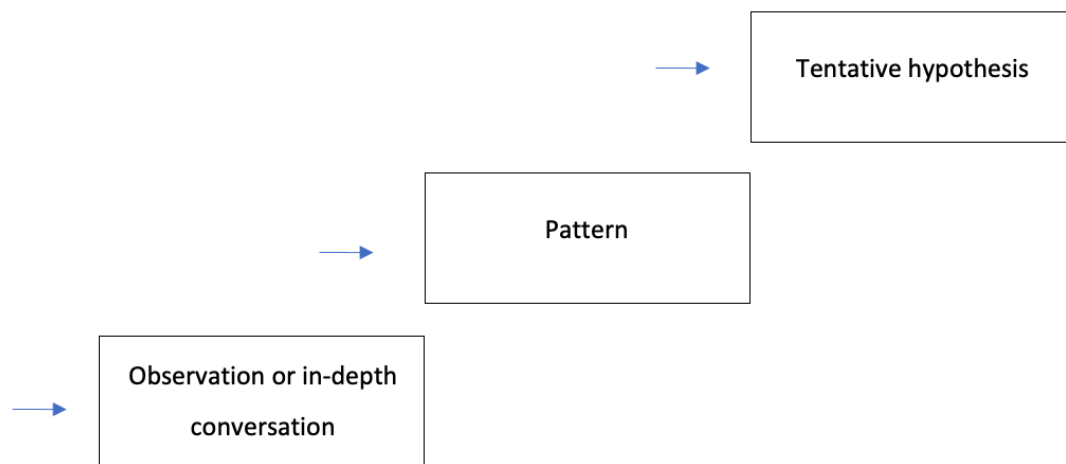 Tentative hypothesis
Pattern
Observation or in-depth
conversation